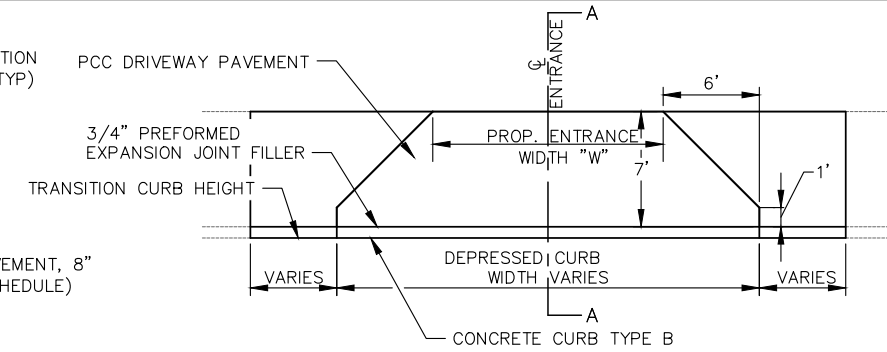 A
TION
TYP)
PCC DRIVEWAY PAVEMENT
℄
ENTRANCE
6'
3/4" PREFORMED
EXPANSION JOINT FILLER
PROP. ENTRANCE
WIDTH "W"
7'
1'
TRANSITION CURB HEIGHT
VEMENT, 8"
HEDULE)
VARIES
DEPRESSED CURB
WIDTH VARIES
VARIES
A
CONCRETE CURB TYPE B